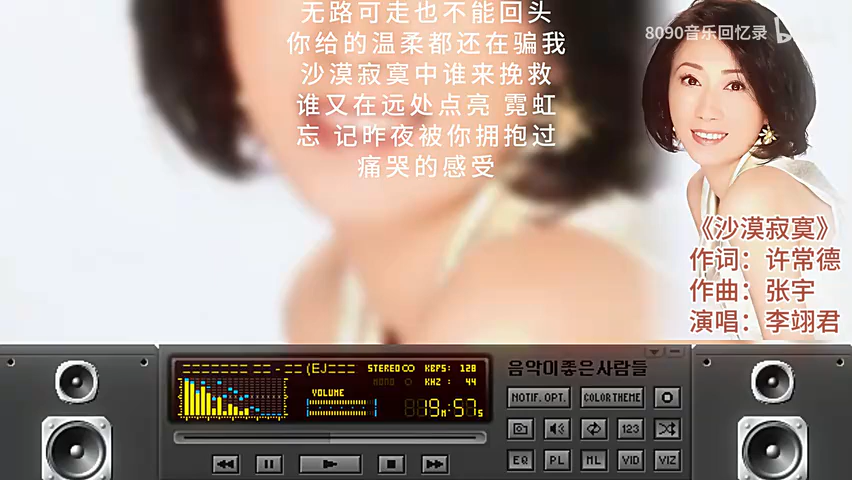 无路可走也不能回头
你给的温柔都还在骗我
沙漠寂寞中谁来挽救
谁又在远处点亮 霓虹
忘 记昨夜被你拥抱过
痛哭的感受
8090音乐回忆录
《沙漠寂寞》
作词：许常德
作曲：张宇
演唱：李翊君
(EJ
STEREO
KBPS: 128
MONO
KHZ : 44
VOLUME
19M:57S
음악이좋은사람들
NOTIF. OPT.
COLOR THEME
123
EQ
PL
ML
VID
VIZ